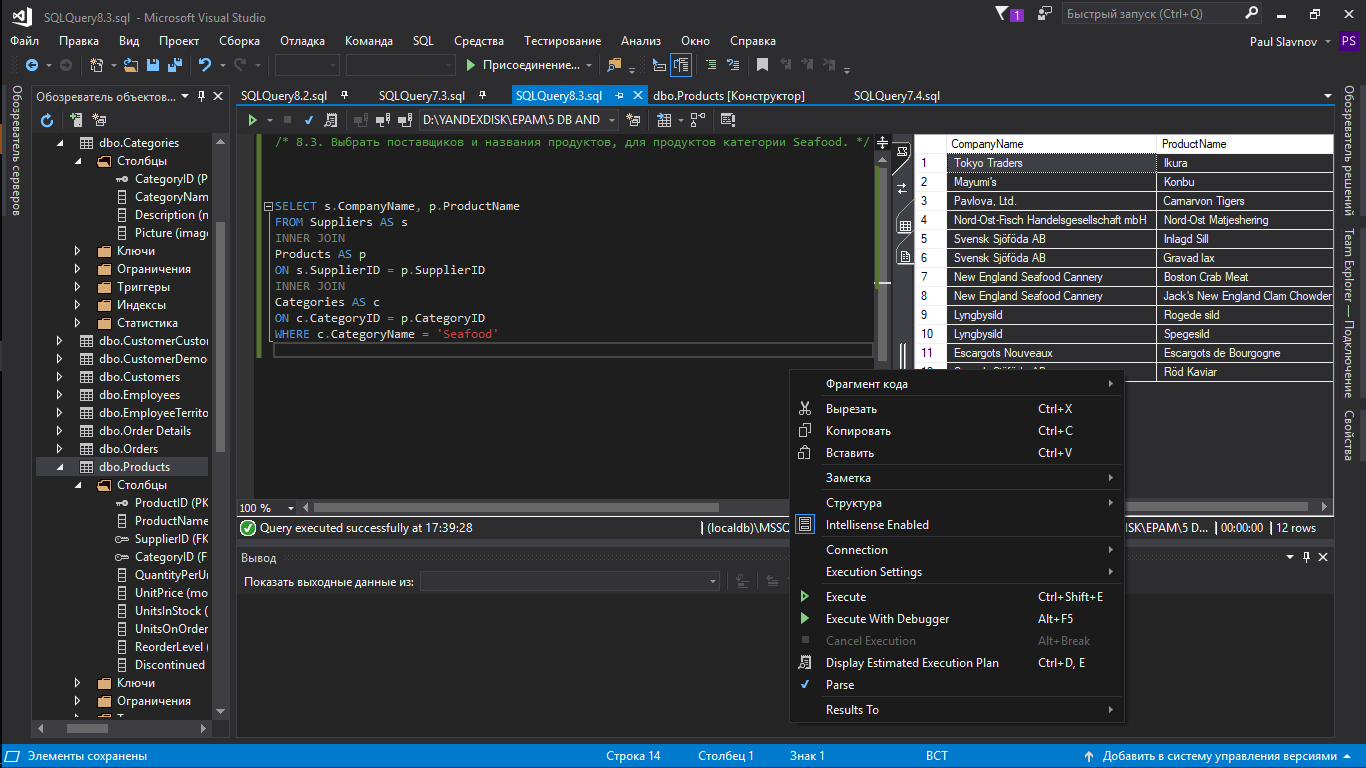 SQLQuery8.3.sql - Microsoft Visual Studio
1
Быстрый запуск (Ctrl+Q)
Файл Правка Вид Проект Сборка Отладка Команда SQL Средства Тестирование Анализ Окно Справка
Paul Slavnov PS
Присоединение...
Обозреватель серверов
Обозреватель объектов...
dbo.Categories
Столбцы
CategoryID (P
CategoryNam
Description (n
Picture (image
Ключи
Ограничения
Триггеры
Индексы
Статистика
dbo.CustomerCustor
dbo.CustomerDemo
dbo.Customers
dbo.Employees
dbo.EmployeeTerrito
dbo.Order Details
dbo.Orders
dbo.Products
Столбцы
ProductID (PK
ProductName
SupplierID (FK
CategoryID (F
QuantityPerUn
UnitPrice (mo
UnitsInStock (
UnitsOnOrder
ReorderLevel (
Discontinued
Ключи
Ограничения
SQLQuery8.2.sql SQLQuery7.3.sql SQLQuery8.3.sql dbo.Products [Конструктор] SQLQuery7.4.sql
D:\YANDEXDISK\EPAM\5 DB AND
/* 8.3. Выбрать поставщиков и названия продуктов, для продуктов категории Seafood. */
SELECT s.CompanyName, p.ProductName
FROM Suppliers AS s
INNER JOIN
Products AS p
ON s.SupplierID = p.SupplierID
INNER JOIN
Categories AS c
ON c.CategoryID = p.CategoryID
WHERE c.CategoryName = 'Seafood'
CompanyName ProductName
1 Tokyo Traders Ikura
2 Mayumi's Konbu
3 Pavlova, Ltd. Carnarvon Tigers
4 Nord-Ost-Fisch Handelsgesellschaft mbH Nord-Ost Matjeshering
5 Svensk Sjöföda AB Inlagd Sill
6 Svensk Sjöföda AB Gravad lax
7 New England Seafood Cannery Boston Crab Meat
8 New England Seafood Cannery Jack's New England Clam Chowder
9 Lyngbysild Rogede sild
10 Lyngbysild Spegesild
11 Escargots Nouveaux Escargots de Bourgogne
Röd Kaviar
100 %
Query executed successfully at 17:39:28
(localdb)\MSSQ
ISK\EPAM\5 D... 00:00:00 12 rows
Вывод
Показать выходные данные из:
Фрагмент кода
Вырезать Ctrl+X
Копировать Ctrl+C
Вставить Ctrl+V
Заметка
Структура
Intellisense Enabled
Connection
Execution Settings
Execute Ctrl+Shift+E
Execute With Debugger Alt+F5
Cancel Execution Alt+Break
Display Estimated Execution Plan Ctrl+D, E
Parse
Results To
Обозреватель решений
Team Explorer — Подключение
Свойства
Элементы сохранены
Строка 14 Столбец 1 Знак 1 ВСТ
Добавить в систему управления версиями